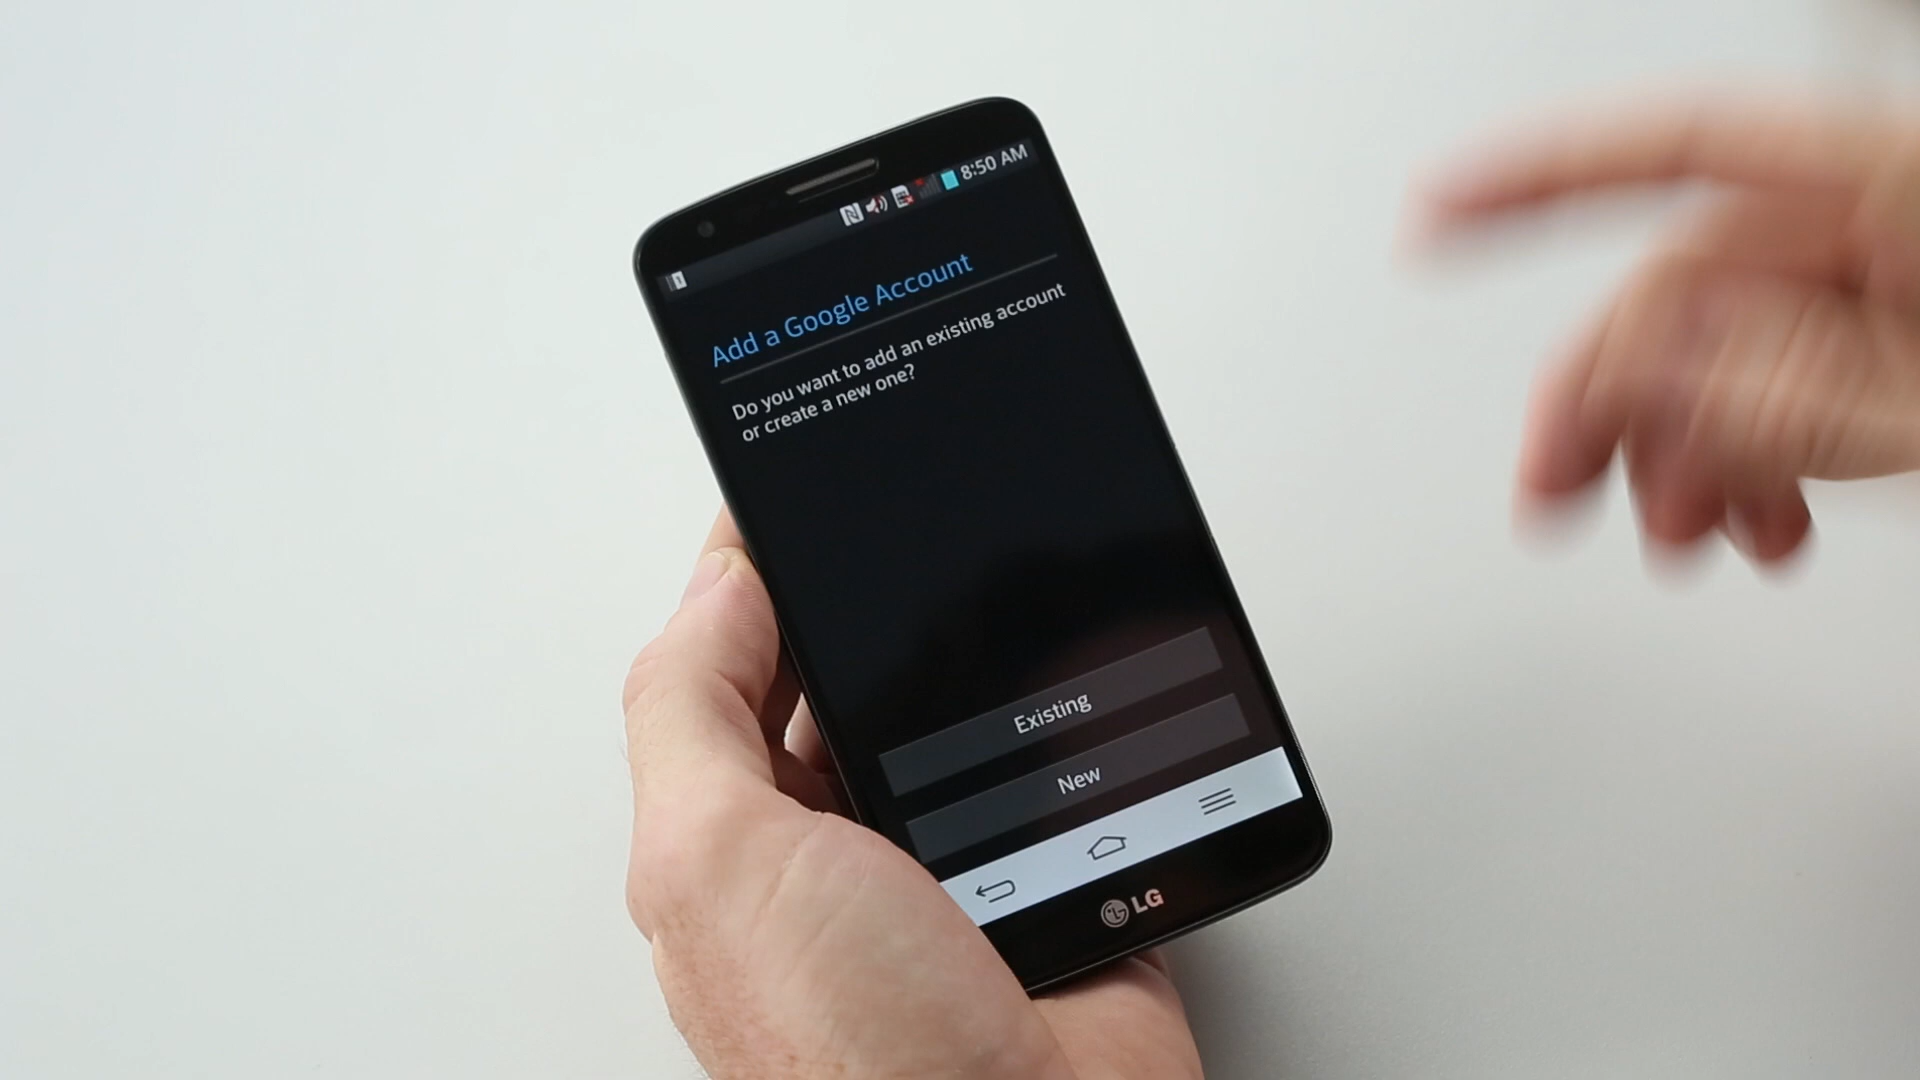 8:50 AM
Add a Google Account
Do you want to add an existing account
or create a new one?
Existing
New
LG